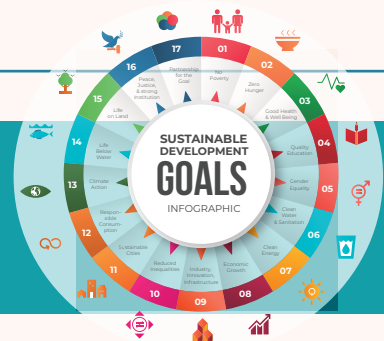 SUSTAINABLE
DEVELOPMENT
GOALS
INFOGRAPHIC
01
No
Poverty
02
Zero
Hunger
03
Good Health
& Well Being
04
Quality
Education
05
Gender
Equality
06
Clean
Water
& Sanitation
07
Clean
Energy
08
Economic
Growth
09
Industry,
Innovation,
Infrastructure
10
Reduced
Inequalities
11
Sustainable
Cities
12
Respon-
sible
Consum-
ption
13
Climate
Action
14
Life
Below
Water
15
Life
on Land
16
Peace,
Justice,
& strong
Institution
17
Partnership
for the
Goal